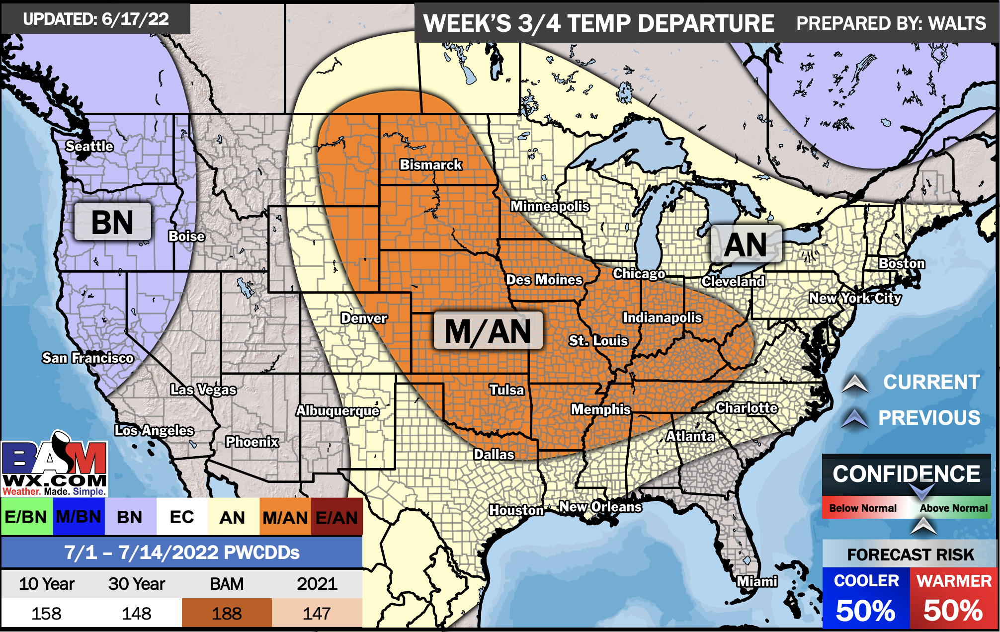 UPDATED: 6/17/22
WEEK'S 3/4 TEMP DEPARTURE PREPARED BY: WALTS
Seattle
Bismarck
Minneapolis
BN
Boise
AN
Boston
Des Moines
Chicago
Cleveland
New York City
Denver
M/AN
Indianapolis
St. Louis
San Francisco
Las Vegas
Tulsa
CURRENT
Albuquerque
Memphis
Charlotte
PREVIOUS
Los Angeles
Phoenix
Atlanta
Dallas
BAM
WX.COM
Weather. Made. Simple.
CONFIDENCE
Below Normal Above Normal
Houston
New Orleans
E/BN M/BN BN EC AN M/AN E/AN
7/1 – 7/14/2022 PWCDDs
10 Year 30 Year BAM 2021
158 148 188 147
FORECAST RISK
Miami
COOLER WARMER
50% 50%